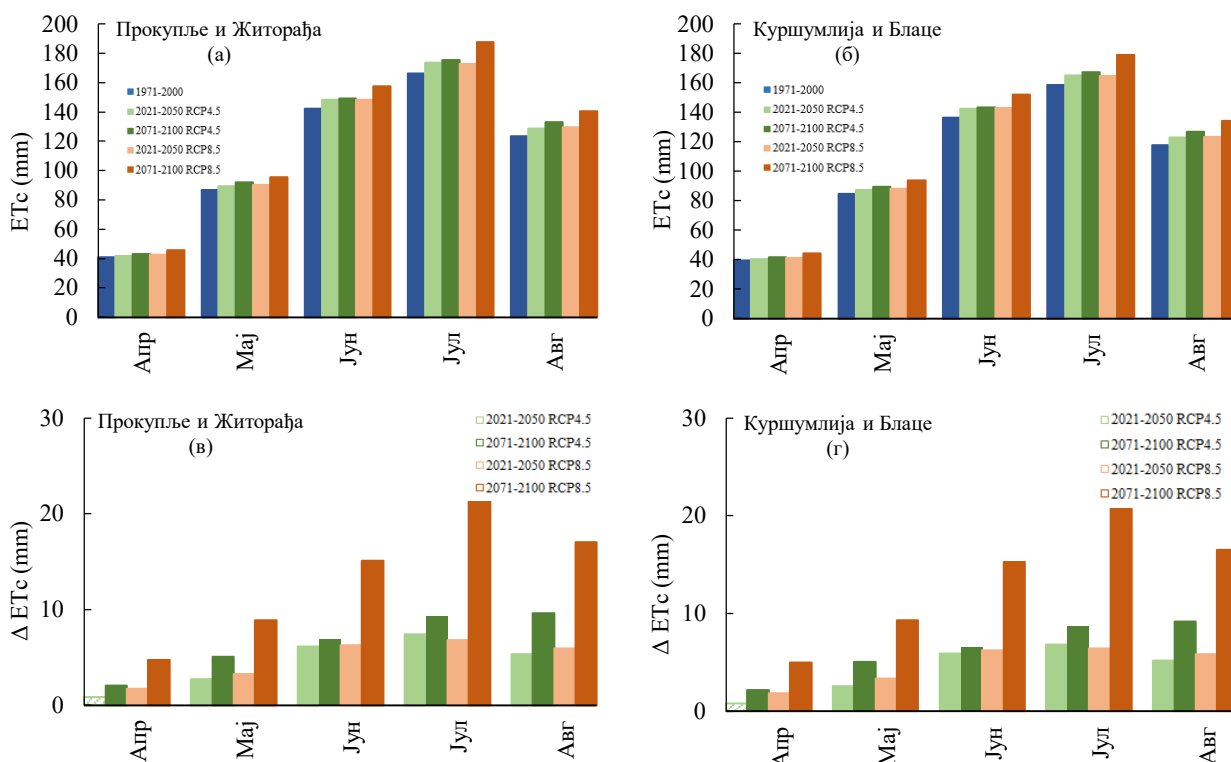 Прокупље и Житорађа
(а)
ETc (mm)
200
180
160
140
120
100
80
60
40
20
0
1971-2000
2021-2050 RCP4.5
2071-2100 RCP4.5
2021-2050 RCP8.5
2071-2100 RCP8.5
Апр
Мај
Јун
Јул
Авг
Куршумлија и Блаце
(б)
ETc (mm)
200
180
160
140
120
100
80
60
40
20
0
1971-2000
2021-2050 RCP4.5
2071-2100 RCP4.5
2021-2050 RCP8.5
2071-2100 RCP8.5
Апр
Мај
Јун
Јул
Авг
Прокупље и Житорађа
(в)
Δ ETc (mm)
30
20
10
0
2021-2050 RCP4.5
2071-2100 RCP4.5
2021-2050 RCP8.5
2071-2100 RCP8.5
Апр
Мај
Јун
Јул
Авг
Куршумлија и Блаце
(г)
Δ ETc (mm)
30
20
10
0
2021-2050 RCP4.5
2071-2100 RCP4.5
2021-2050 RCP8.5
2071-2100 RCP8.5
Апр
Мај
Јун
Јул
Авг